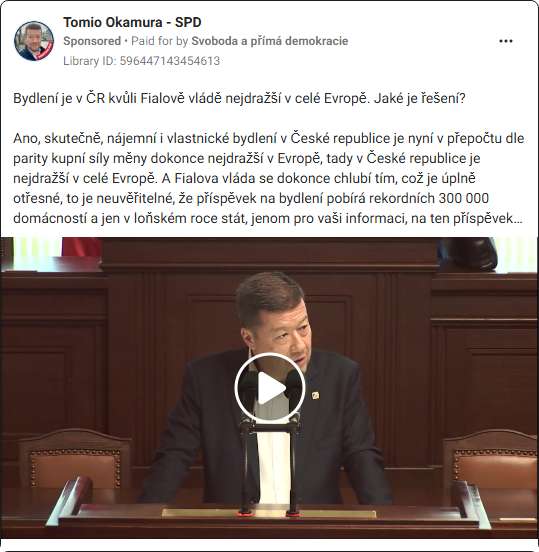 Tomio Okamura - SPD
Sponsored • Paid for by Svoboda a přímá demokracie
Library ID: 596447143454613
Bydlení je v ČR kvůli Fialově vládě nejdražší v celé Evropě. Jaké je řešení?
Ano, skutečně, nájemní i vlastnické bydlení v České republice je nyní v přepočtu dle
parity kupní síly měny dokonce nejdražší v Evropě, tady v České republice je
nejdražší v celé Evropě. A Fialova vláda se dokonce chlubí tím, což je úplně
otřesné, to je neuvěřitelné, že příspěvek na bydlení pobírá rekordních 300 000
domácností a jen v loňském roce stát, jenom pro vaši informaci, na ten příspěvek...